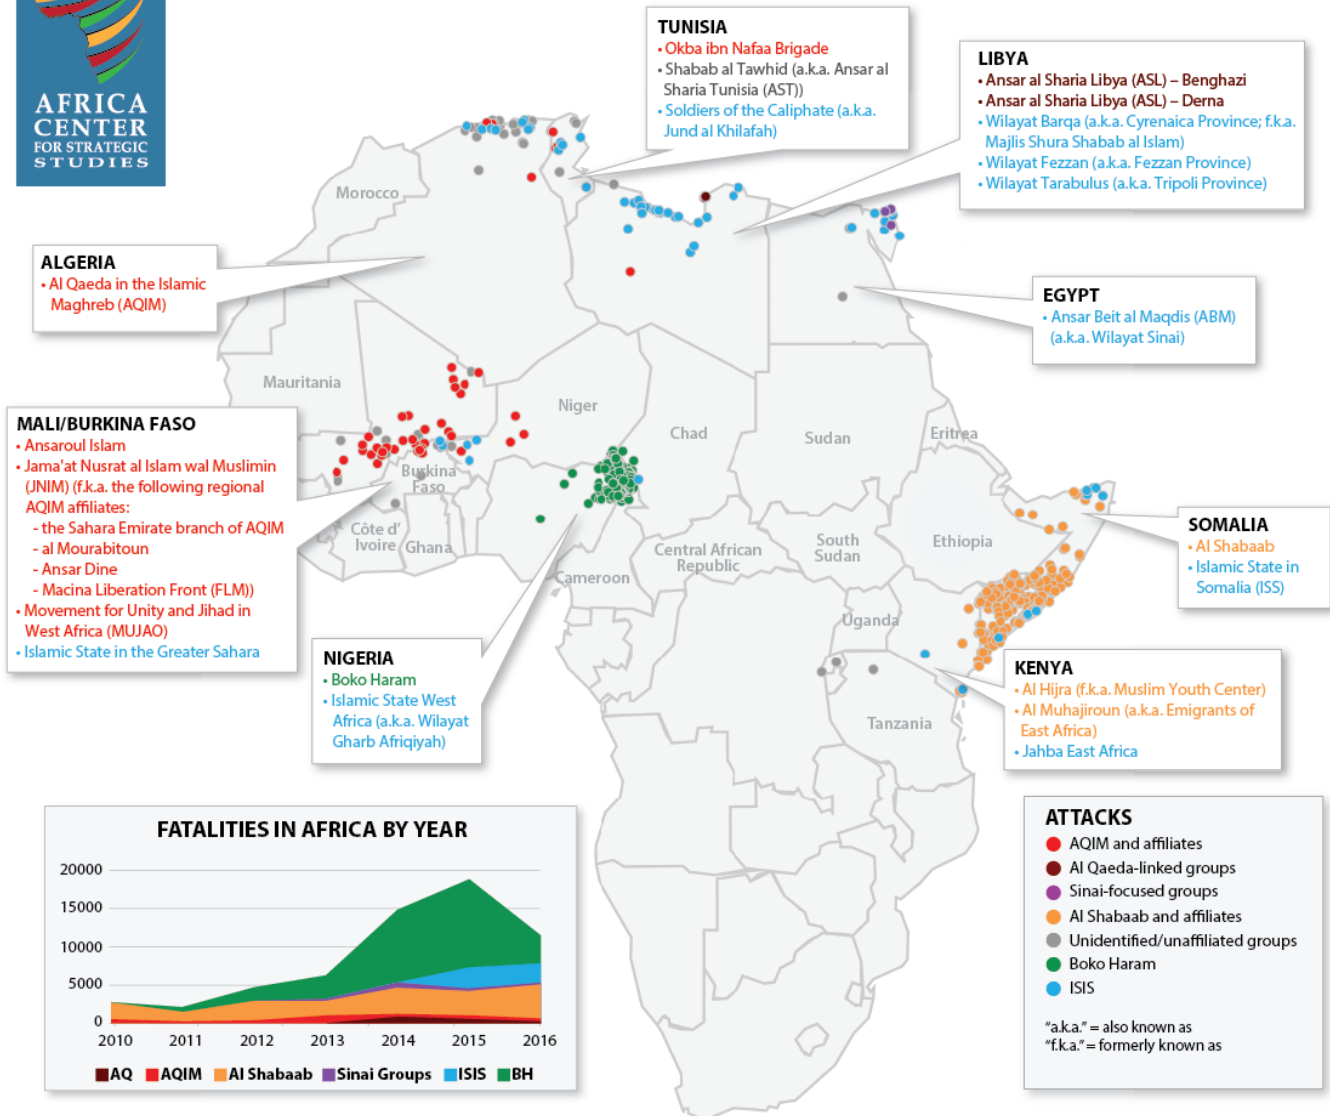 AFRICA
CENTER
FOR STRATEGIC
STUDIES
TUNISIA
• Okba ibn Nafaa Brigade
• Shabab al Tawhid (a.k.a. Ansar al
Sharia Tunisia (AST))
• Soldiers of the Caliphate (a.k.a.
Jund al Khilafah)
LIBYA
• Ansar al Sharia Libya (ASL) – Benghazi
• Ansar al Sharia Libya (ASL) – Derna
• Wilayat Barqa (a.k.a. Cyrenaica Province; f.k.a.
Majlis Shura Shabab al Islam)
• Wilayat Fezzan (a.k.a. Fezzan Province)
• Wilayat Tarabulus (a.k.a. Tripoli Province)
Morocco
ALGERIA
• Al Qaeda in the Islamic
Maghreb (AQIM)
EGYPT
• Ansar Beit al Maqdis (ABM)
(a.k.a. Wilayat Sinai)
Mauritania
Niger
Chad
Sudan
Eritrea
MALI/BURKINA FASO
• Ansaroul Islam
• Jama'at Nusrat al Islam wal Muslimin
(JNIM) (f.k.a. the following regional
AQIM affiliates:
- the Sahara Emirate branch of AQIM
- al Mourabitoun
- Ansar Dine
- Macina Liberation Front (FLM))
• Movement for Unity and Jihad in
West Africa (MUJAO)
• Islamic State in the Greater Sahara
Burkina
Faso
Côte d'
Ivoire
Ghana
Cameroon
Central African
Republic
South
Sudan
Ethiopia
SOMALIA
• Al Shabaab
• Islamic State in
Somalia (ISS)
Uganda
NIGERIA
• Boko Haram
• Islamic State West
Africa (a.k.a. Wilayat
Gharb Afriqiyah)
KENYA
• Al Hijra (f.k.a. Muslim Youth Center)
• Al Muhajiroun (a.k.a. Emigrants of
East Africa)
• Jahba East Africa
Tanzania
FATALITIES IN AFRICA BY YEAR
20000
15000
10000
5000
0
2010 2011 2012 2013 2014 2015 2016
AQ AQIM Al Shabaab Sinai Groups ISIS BH
ATTACKS
AQIM and affiliates
Al Qaeda-linked groups
Sinai-focused groups
Al Shabaab and affiliates
Unidentified/unaffiliated groups
Boko Haram
ISIS
"a.k.a." = also known as
"f.k.a." = formerly known as